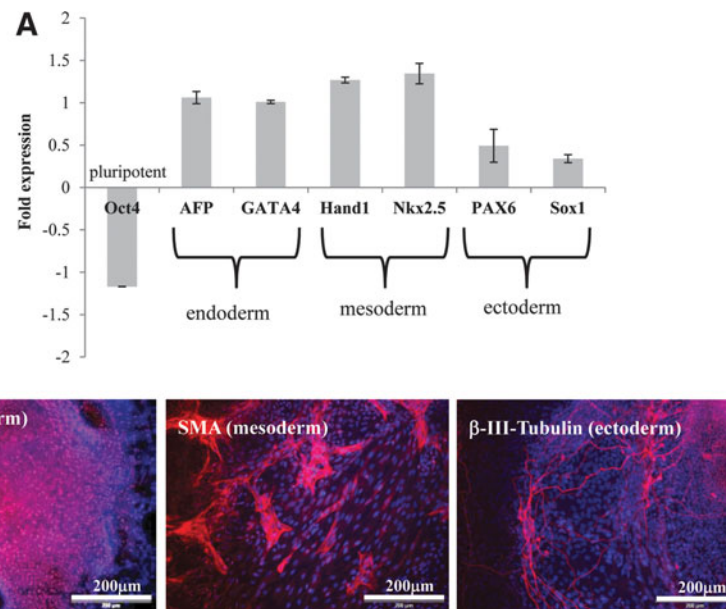 A
Fold expression
2
1.5
1
0.5
0
-0.5
-1
-1.5
-2
pluripotent
Oct4 AFP GATA4 Hand1 Nkx2.5 PAX6 Sox1
endoderm mesoderm ectoderm
rm) SMA (mesoderm) β-III-Tubulin (ectoderm)
200μm 200μm 200μm